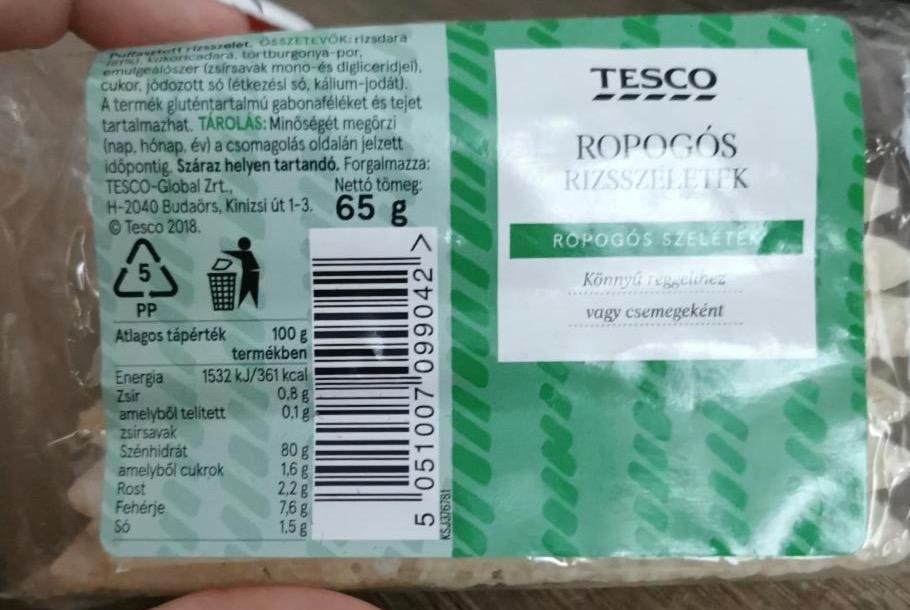 Puffasztott rizsszelet. ÖSSZETEVŐK: rizsdara
kukoricadara, törtburgonya-por,
emulgeálószer (zsírsavak mono-és digliceridjei),
cukor, jódozott só (étkezési só, kálium-jodát).
A termék gluténtartalmú gabonaféléket és tejet
tartalmazhat. TÁROLÁS: Minőségét megőrzi
(nap, hónap, év) a csomagolás oldalán jelzett
időpontig. Száraz helyen tartandó. Forgalmazza:
TESCO-Global Zrt.,
H-2040 Budaörs, Kinizsi út 1-3.
© Tesco 2018.
Nettó tömeg:
65 g
5
PP
Átlagos tápérték 100 g
termékben
Energia 1532 kJ/361 kcal
Zsír 0,8 g
amelyből telített 0,1 g
zsírsavak
Szénhidrát 80 g
amelyből cukrok 1,6 g
Rost 2,2 g
Fehérje 7,6 g
Só 1,5 g
5 051007 099042 >
KSJ376781
TESCO
ROPOGÓS
RIZSSZELETEK
ROPOGÓS SZELETEK
Könnyű reggelihez
vagy csemegeként